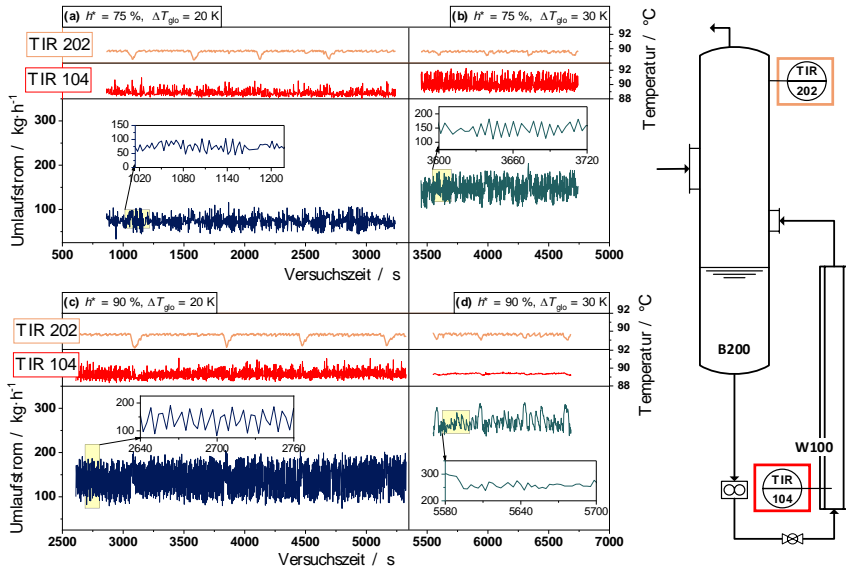 (a) h* = 75 %, ΔT_glo = 20 K
(b) h* = 75 %, ΔT_glo = 30 K
TIR 202
TIR 104
92
90
92
90
88
Temperatur / °C
Umlaufstrom / kg·h⁻¹
300
200
100
150
100
50
0
1020 1080 1140 1200
200
150
100
3600 3660 3720
500 1000 1500 2000 2500 3000 3500 4000 4500 5000
Versuchszeit / s
(c) h* = 90 %, ΔT_glo = 20 K
(d) h* = 90 %, ΔT_glo = 30 K
TIR 202
TIR 104
92
90
92
90
88
Temperatur / °C
Umlaufstrom / kg·h⁻¹
300
200
100
0
200
100
2640 2700 2760
300
250
200
5580 5640 5700
2500 3000 3500 4000 4500 5000 5500 6000 6500 7000
Versuchszeit / s
TIR
202
B200
W100
TIR
104